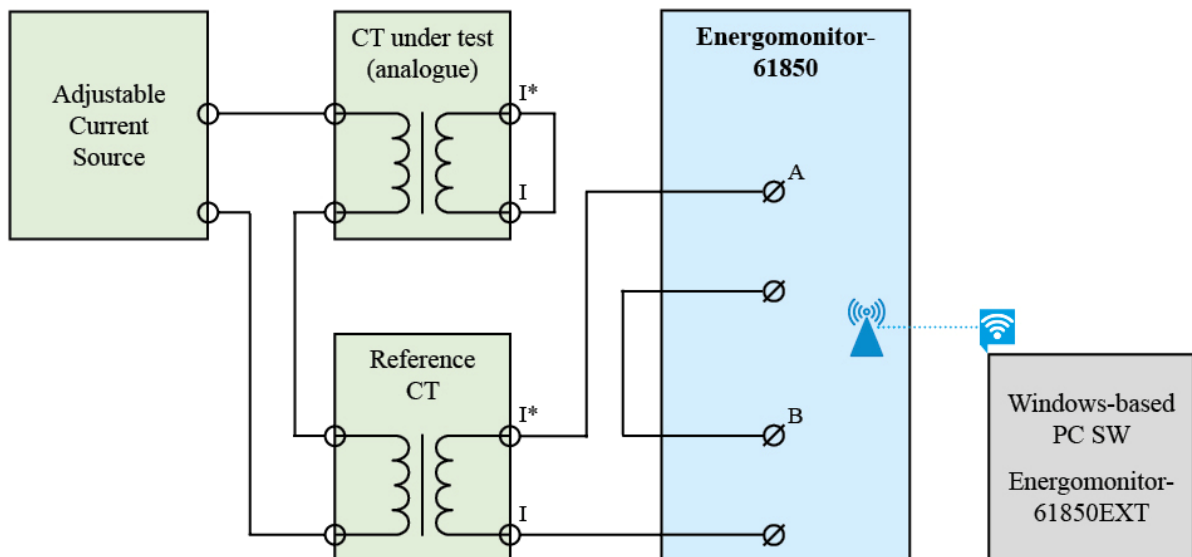 Adjustable
Current
Source
CT under test
(analogue)
I*
I
Energomonitor-
61850
A
B
Reference
CT
I*
I
Windows-based
PC SW
Energomonitor-
61850EXT